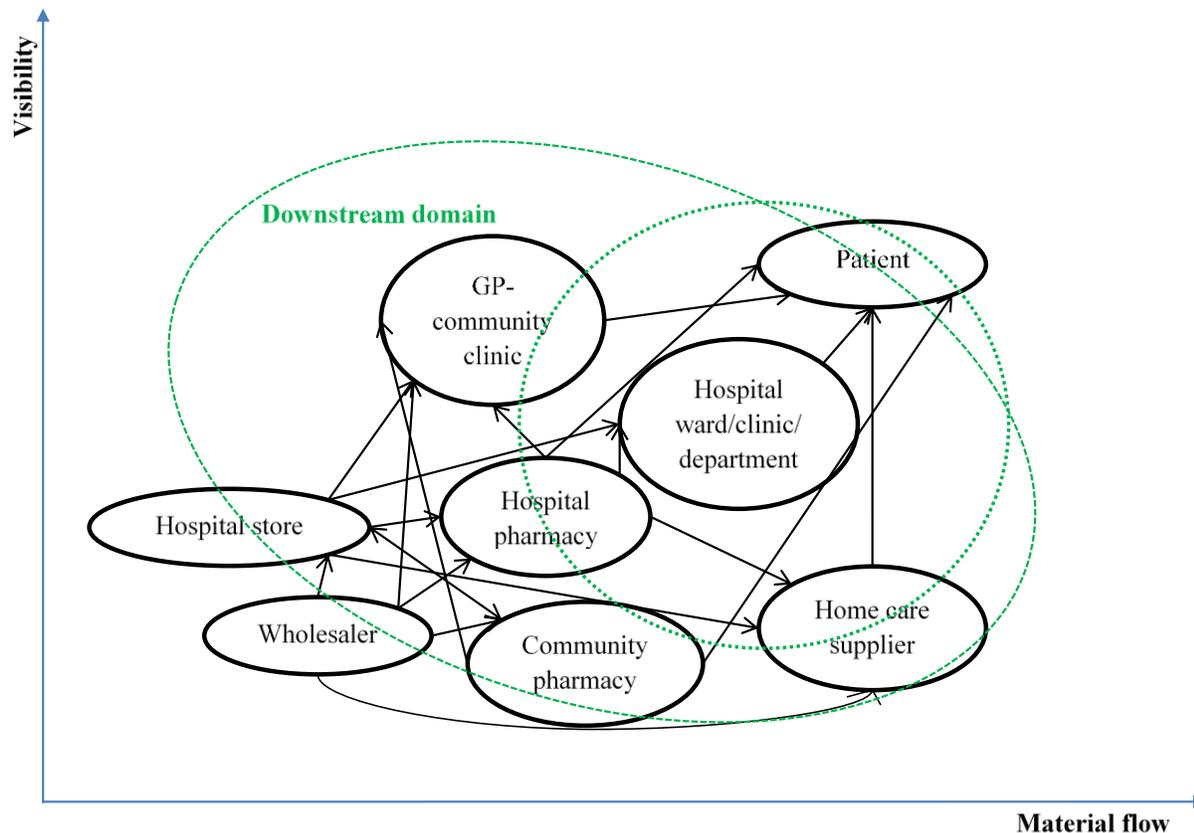 Visibility
Downstream domain
Patient
GP-
community
clinic
Hospital
ward/clinic/
department
Hospital store
Hospital
pharmacy
Wholesaler
Community
pharmacy
Home care
supplier
Material flow